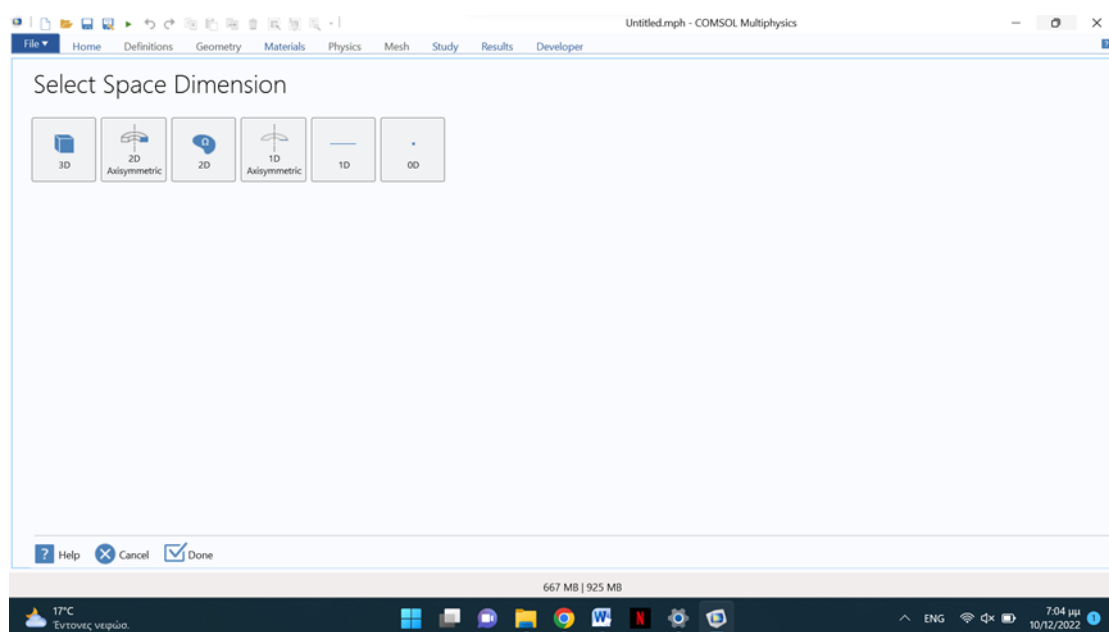 Untitled.mph - COMSOL Multiphysics
File Home Definitions Geometry Materials Physics Mesh Study Results Developer
Select Space Dimension
3D
2D Axisymmetric
2D
1D Axisymmetric
1D
0D
? Help Cancel Done
667 MB | 925 MB
17°C
Έντονες νεφώσ.
W
N
ENG
7:04 μμ
10/12/2022
1